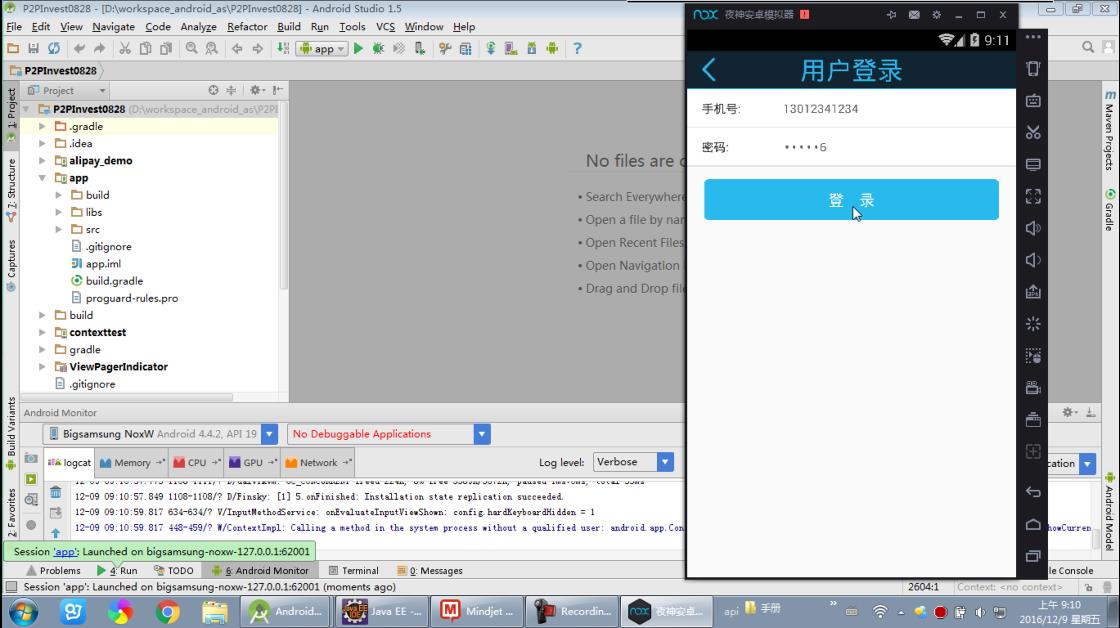 P2PInvest0828 - [D:\workspace_android_as\P2PInvest0828] - Android Studio 1.5
File Edit View Navigate Code Analyze Refactor Build Run Tools VCS Window Help
app
P2PInvest0828
Project
P2PInvest0828 (D:\workspace_android_as\P2PI
.gradle
.idea
alipay_demo
app
build
libs
src
.gitignore
app.iml
build.gradle
proguard-rules.pro
build
contexttest
gradle
ViewPagerIndicator
.gitignore
1: Project
7: Structure
Captures
Build Variants
2: Favorites
No files are o
• Search Everywhere
• Open a file by nam
• Open Recent Files
• Open Navigation
• Drag and Drop file
nox 夜神安卓模拟器
9:11
用户登录
手机号: 13012341234
密码: •••••6
登 录
Maven Projects
Gradle
Android Model
Android Monitor
Bigsamsung NoxW Android 4.4.2, API 19
No Debuggable Applications
logcat Memory CPU GPU Network
Log level: Verbose
cation
12-09 09:10:57.849 1108-1108/? D/Finsky: [1] 5.onFinished: Installation state replication succeeded.
12-09 09:10:59.817 634-634/? V/InputMethodService: onEvaluateInputViewShown: config.hardKeyboardHidden = 1
12-09 09:10:59.817 448-459/? W/ContextImpl: Calling a method in the system process without a qualified user: android.app.Con
howCurren
Session 'app': Launched on bigsamsung-noxw-127.0.0.1:62001
Problems 4: Run TODO 6: Android Monitor Terminal 0: Messages
le Console
Session 'app': Launched on bigsamsung-noxw-127.0.0.1:62001 (moments ago)
2604:1 Context: <no context>
Android... Java EE -... Mindjet ... Recordin... 夜神安卓... api 手册
上午 9:10
2016/12/9 星期五